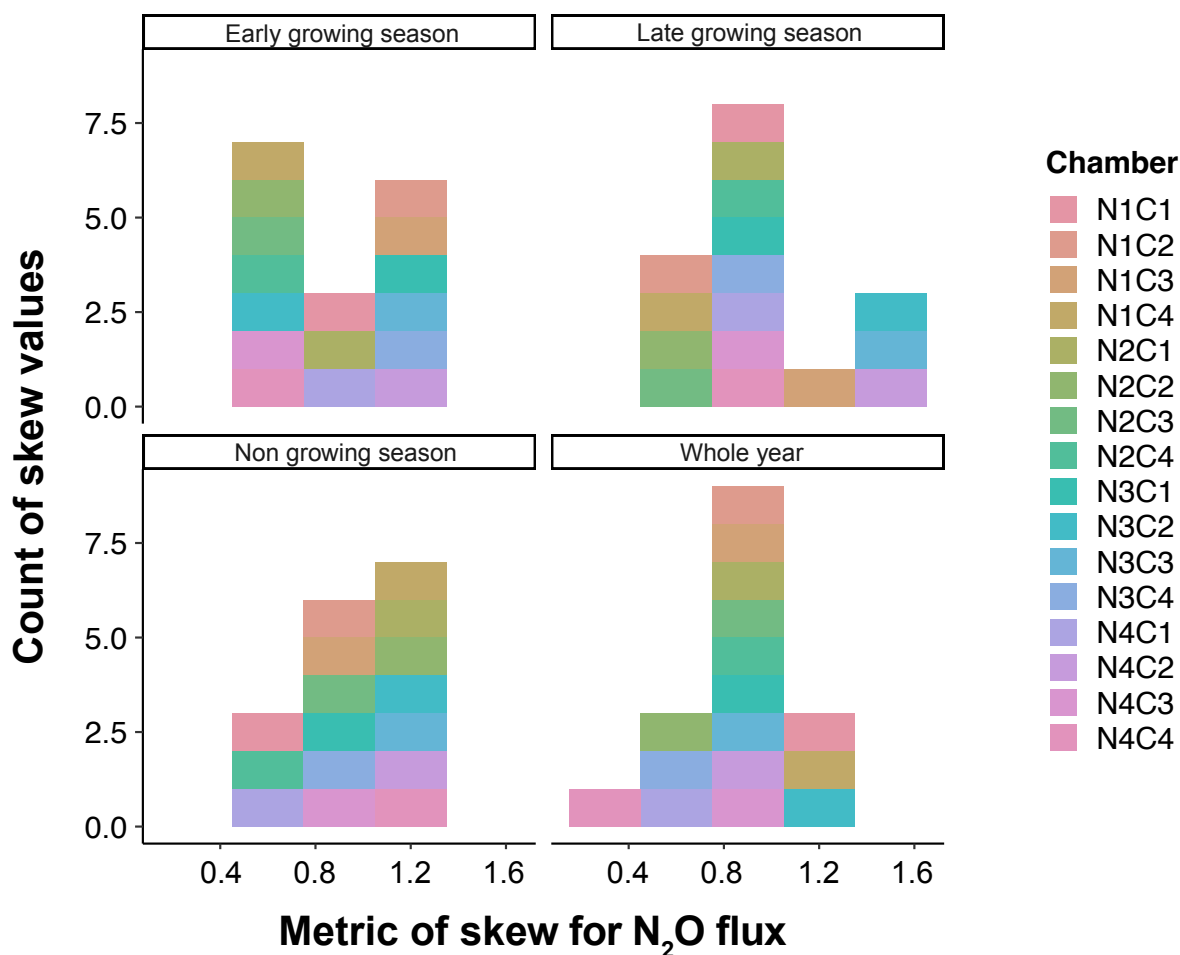 Early growing season
Late growing season
7.5
5.0
2.5
0.0
Non growing season
Whole year
7.5
5.0
2.5
0.0
0.4 0.8 1.2 1.6
0.4 0.8 1.2 1.6
Metric of skew for N₂O flux
Count of skew values
Chamber
N1C1
N1C2
N1C3
N1C4
N2C1
N2C2
N2C3
N2C4
N3C1
N3C2
N3C3
N3C4
N4C1
N4C2
N4C3
N4C4